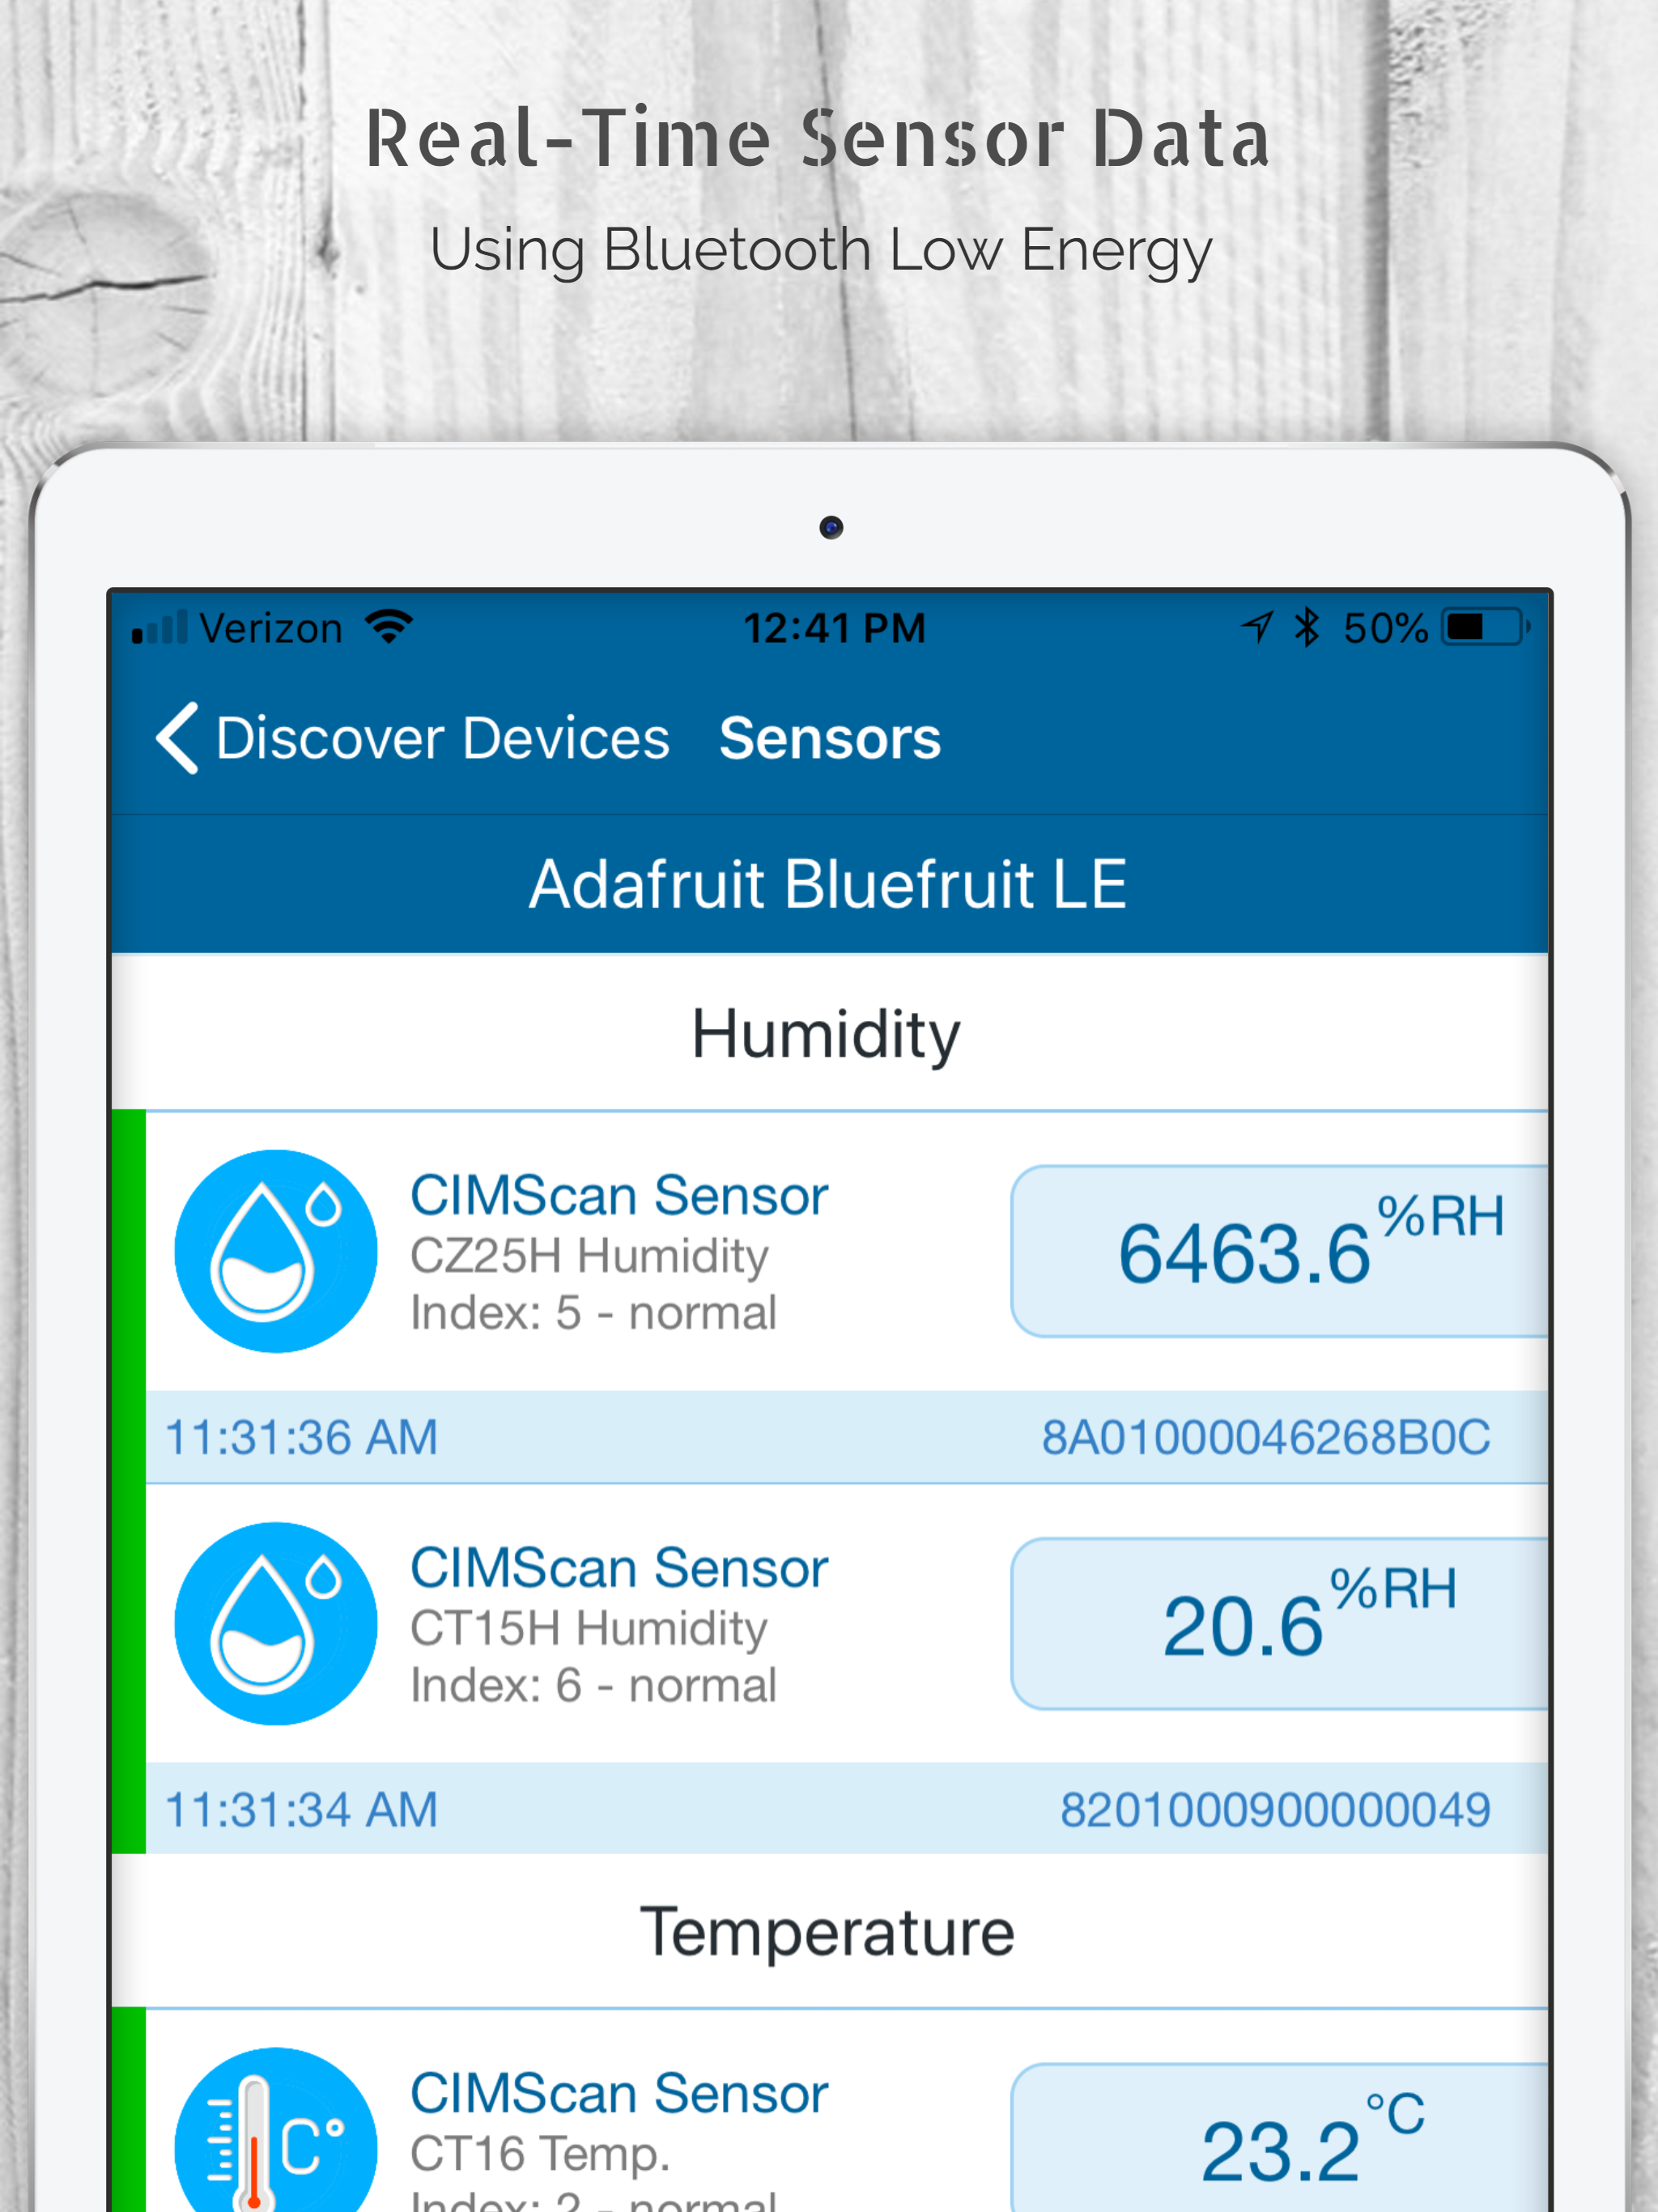 Real-Time Sensor Data
Using Bluetooth Low Energy
Verizon 12:41 PM 50%
Discover Devices Sensors
Adafruit Bluefruit LE
Humidity
CIMScan Sensor
CZ25H Humidity
Index: 5 - normal
6463.6 %RH
11:31:36 AM 8A01000046268B0C
CIMScan Sensor
CT15H Humidity
Index: 6 - normal
20.6 %RH
11:31:34 AM 8201000900000049
Temperature
C°
CIMScan Sensor
CT16 Temp.
Index: 2 - normal
23.2 °C